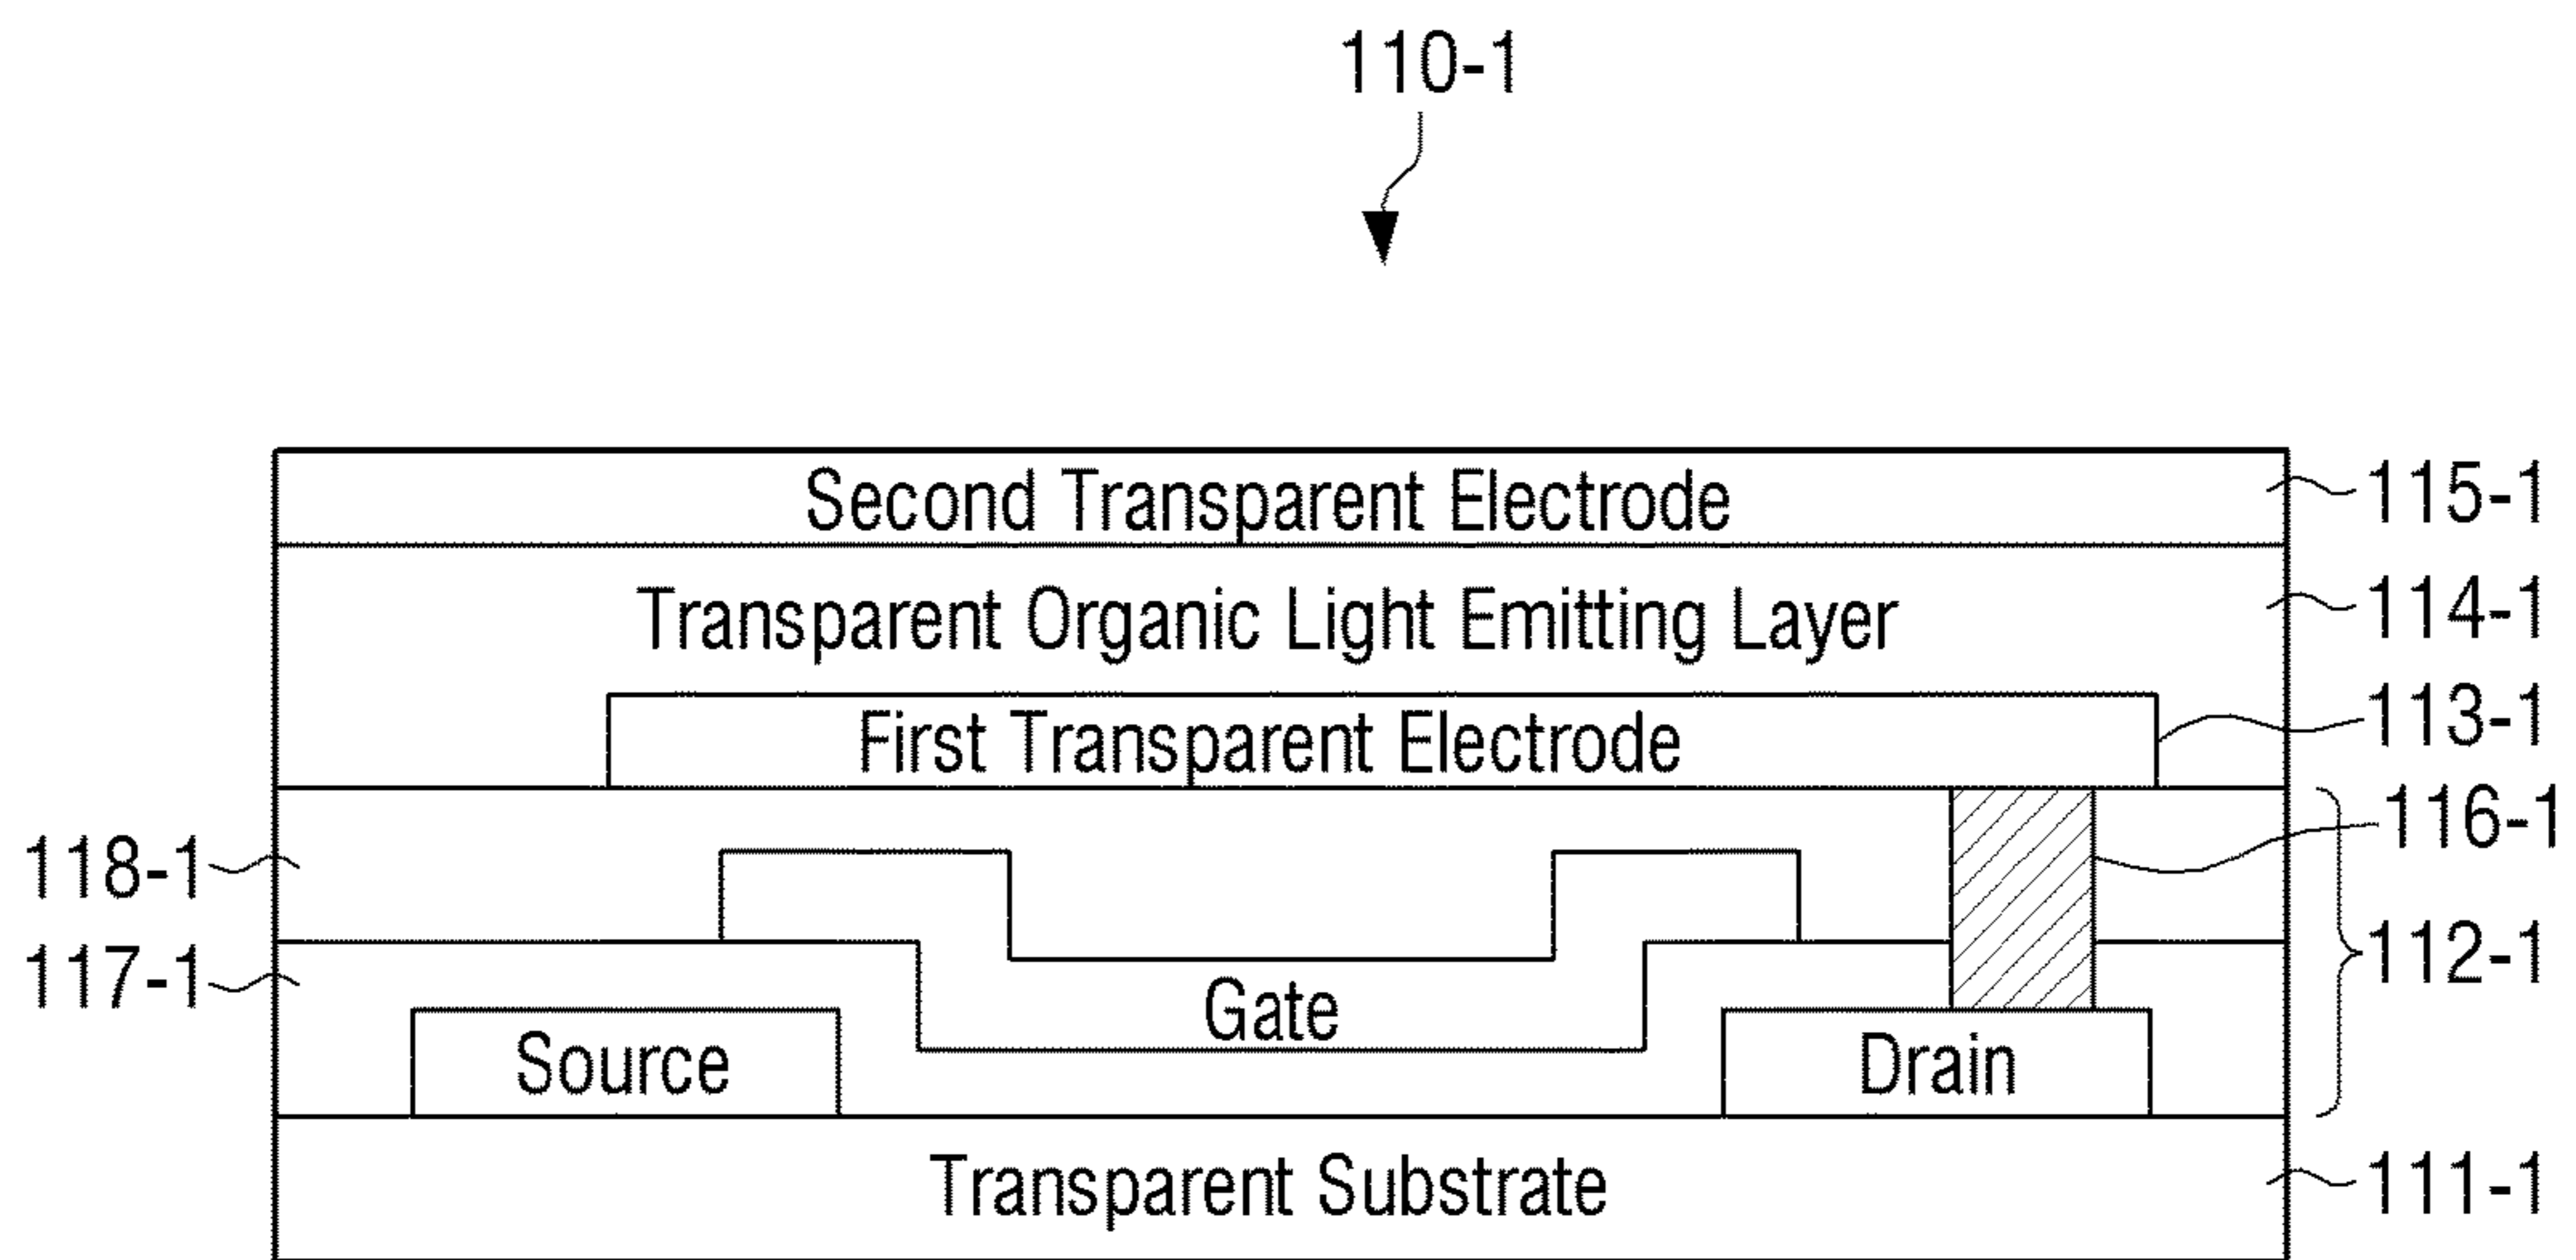 110-1
Second Transparent Electrode 115-1
Transparent Organic Light Emitting Layer 114-1
First Transparent Electrode 113-1
116-1
118-1
112-1
117-1
Gate
Source
Drain
Transparent Substrate 111-1